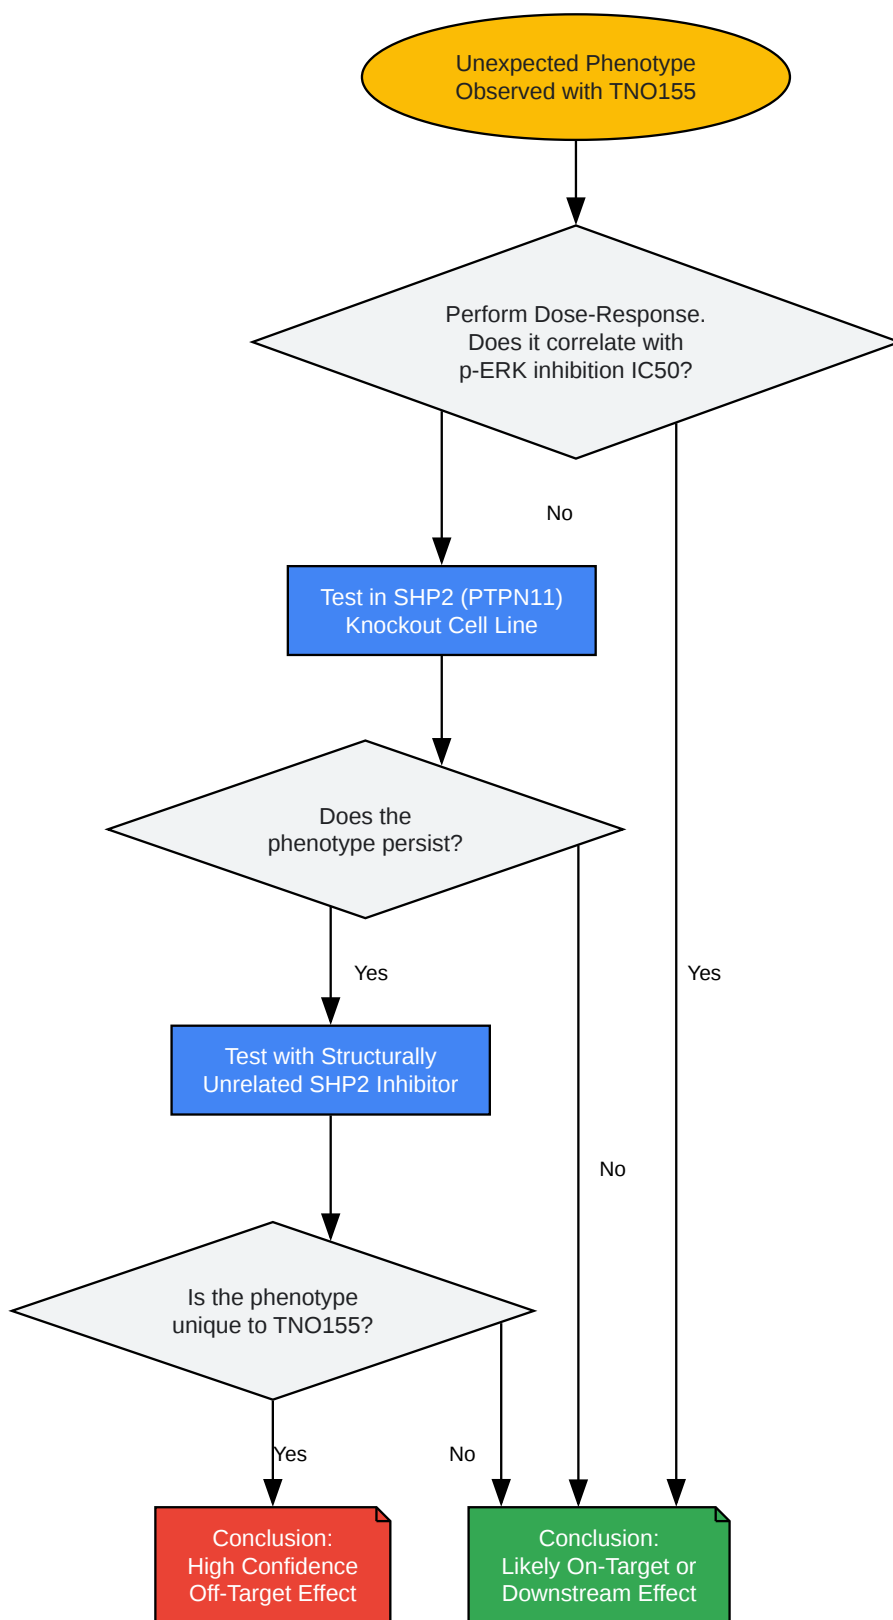 Unexpected Phenotype
Observed with TNO155
Perform Dose-Response.
Does it correlate with
p-ERK inhibition IC50?
No
Test in SHP2 (PTPN11)
Knockout Cell Line
Does the
phenotype persist?
Yes
Yes
Test with Structurally
Unrelated SHP2 Inhibitor
No
Is the phenotype
unique to TNO155?
Yes
No
Conclusion:
High Confidence
Off-Target Effect
Conclusion:
Likely On-Target or
Downstream Effect